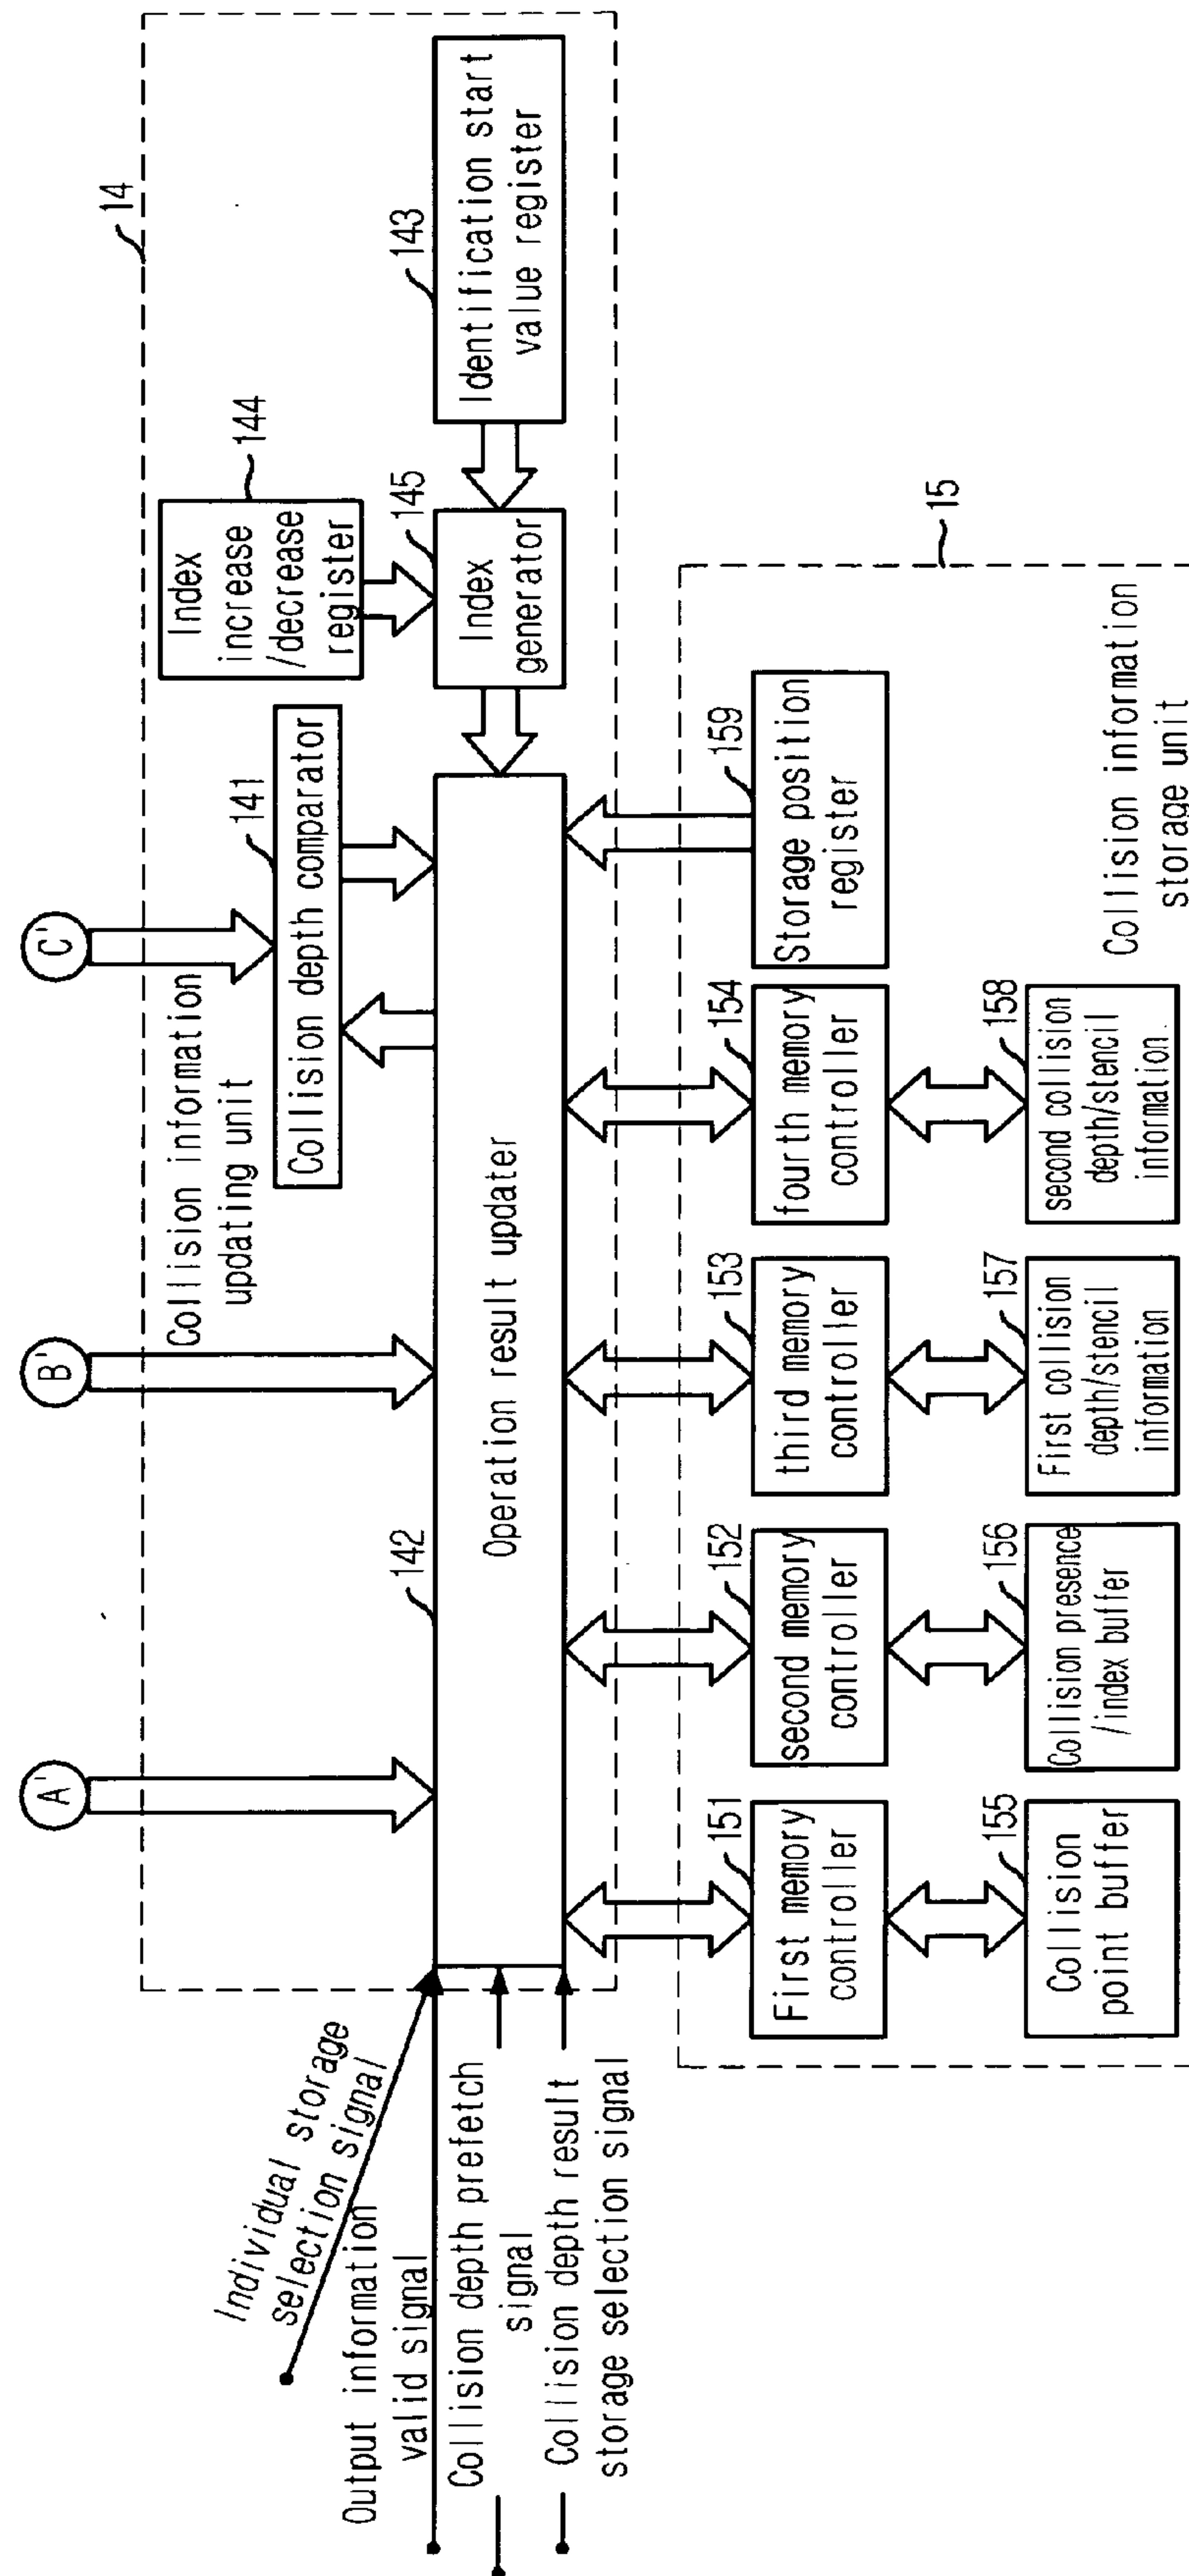 A'
B'
C'
14
Collision information
updating unit
Index
increase
/decrease
register
144
141
Collision depth comparator
145
Index
generator
143
Identification start
value register
142
Operation result updater
Individual storage
selection signal
Output information
valid signal
Collision depth prefetch
signal
Collision depth result
storage selection signal
15
151
First memory
controller
152
second memory
controller
153
third memory
controller
154
fourth memory
controller
159
Storage position
register
155
Collision
point buffer
156
Collision presence
/index buffer
157
First collision
depth/stencil
information
158
second collision
depth/stencil
information
Collision information
storage unit